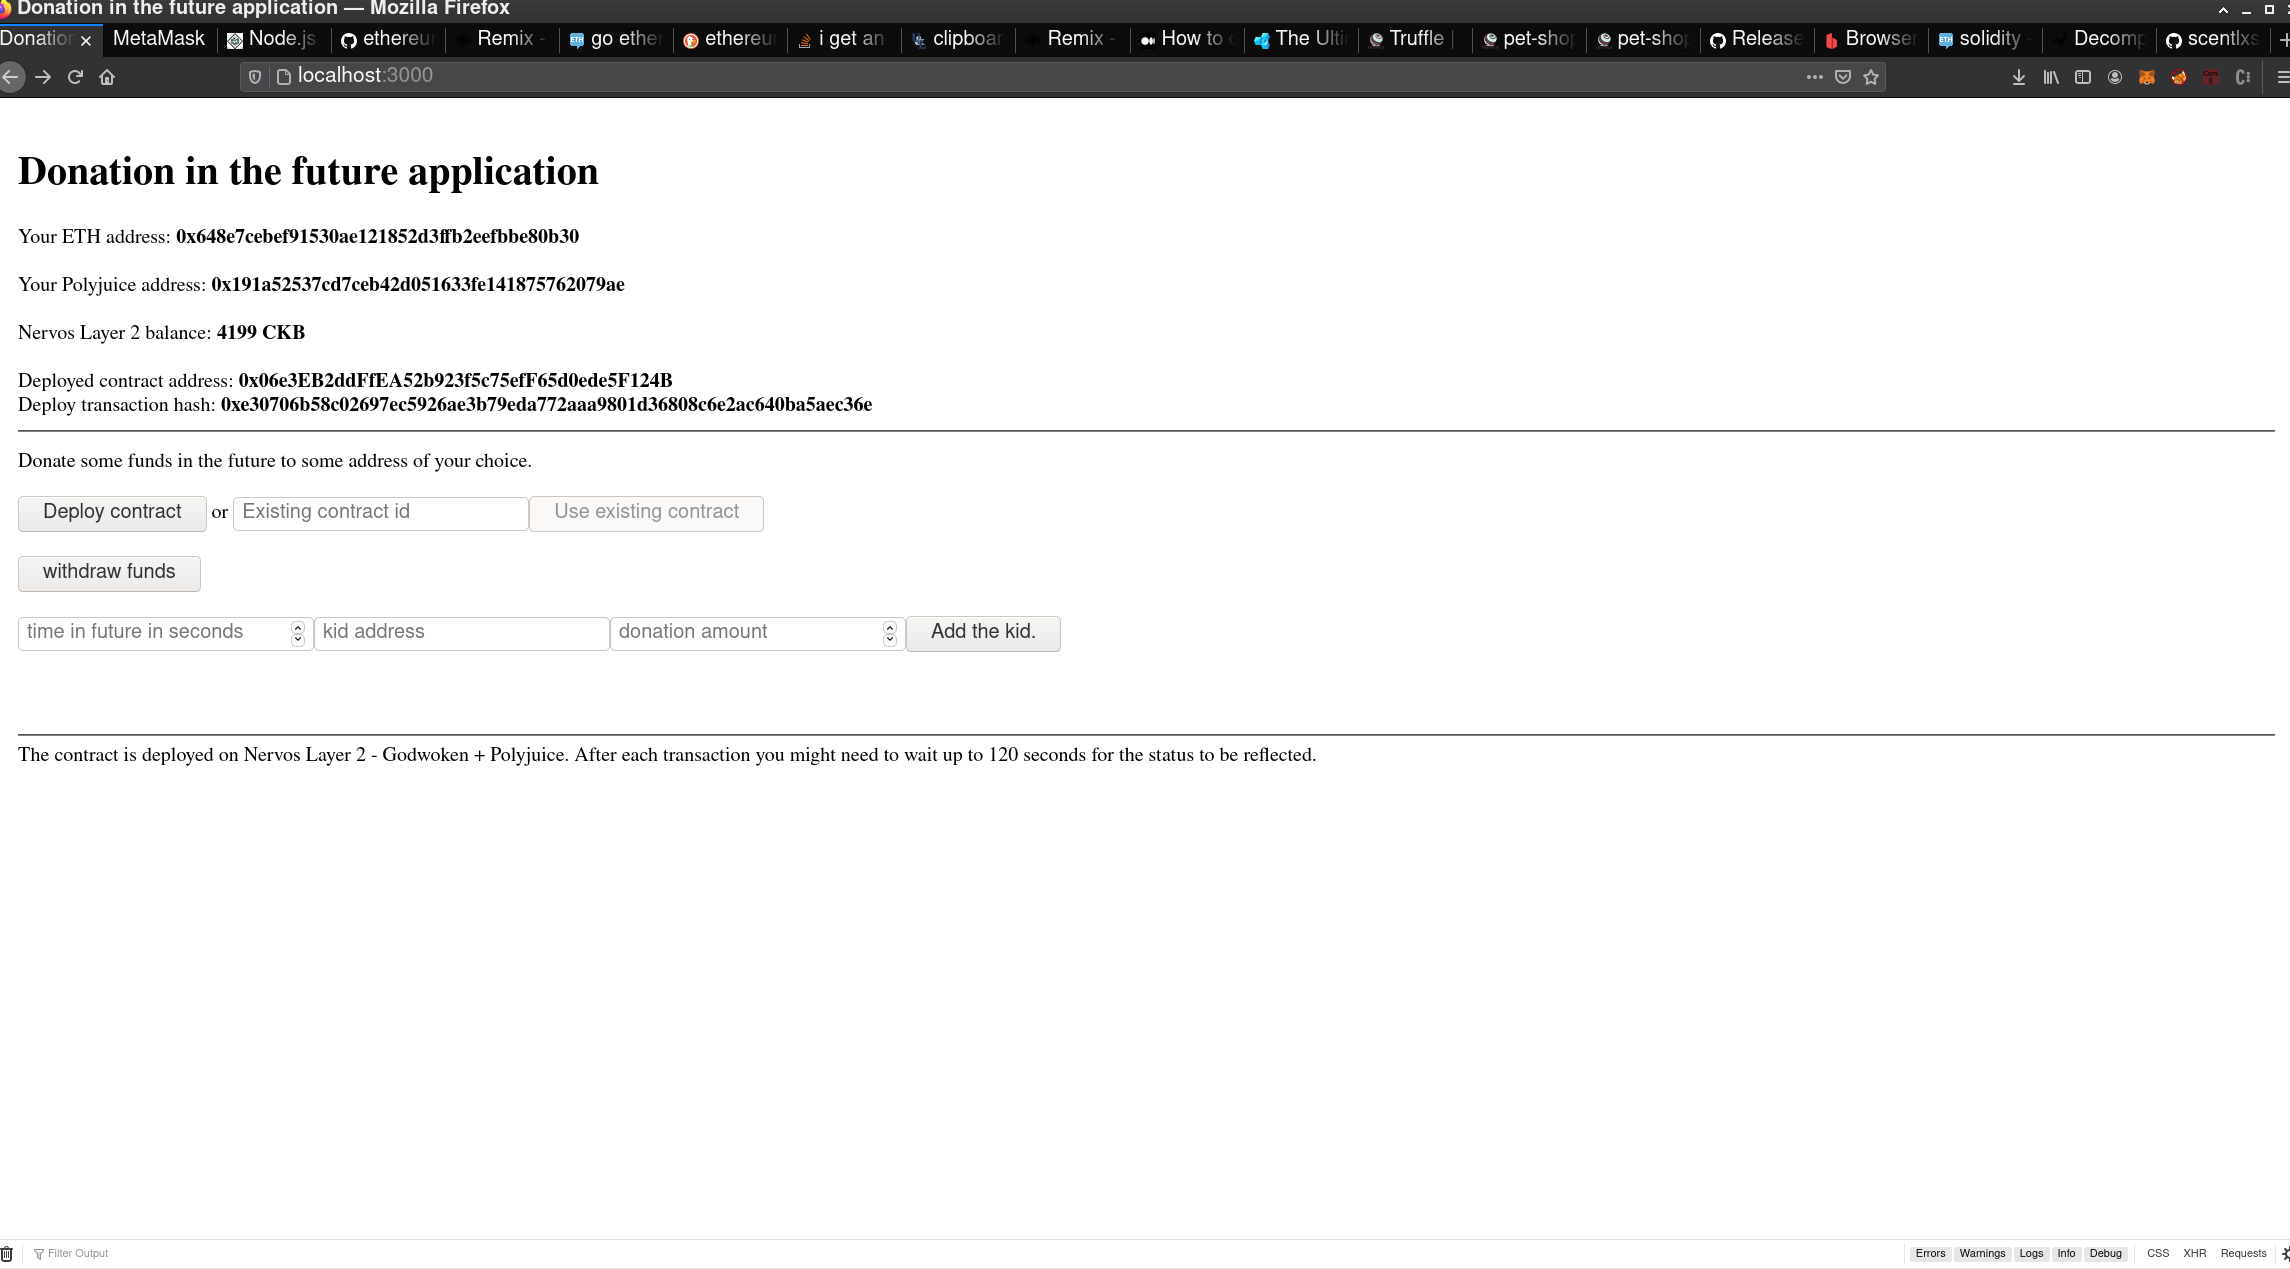 Donation in the future application — Mozilla Firefox
Donation MetaMask Node.js ethereu Remix - go ether ethereu i get an clipboar Remix - How to The Ulti Truffle pet-shop pet-shop Release Browser solidity - Decomp scentlxs
localhost:3000
Donation in the future application
Your ETH address: 0x648e7cebef91530ae121852d3ffb2eefbbe80b30
Your Polyjuice address: 0x191a52537cd7ceb42d051633fe141875762079ae
Nervos Layer 2 balance: 4199 CKB
Deployed contract address: 0x06e3EB2ddFfEA52b923f5c75efF65d0ede5F124B
Deploy transaction hash: 0xe30706b58c02697ec5926ae3b79eda772aaa9801d36808c6e2ac640ba5aec36e
Donate some funds in the future to some address of your choice.
Deploy contract or Existing contract id Use existing contract
withdraw funds
time in future in seconds kid address donation amount Add the kid.
The contract is deployed on Nervos Layer 2 - Godwoken + Polyjuice. After each transaction you might need to wait up to 120 seconds for the status to be reflected.
Filter Output Errors Warnings Logs Info Debug CSS XHR Requests